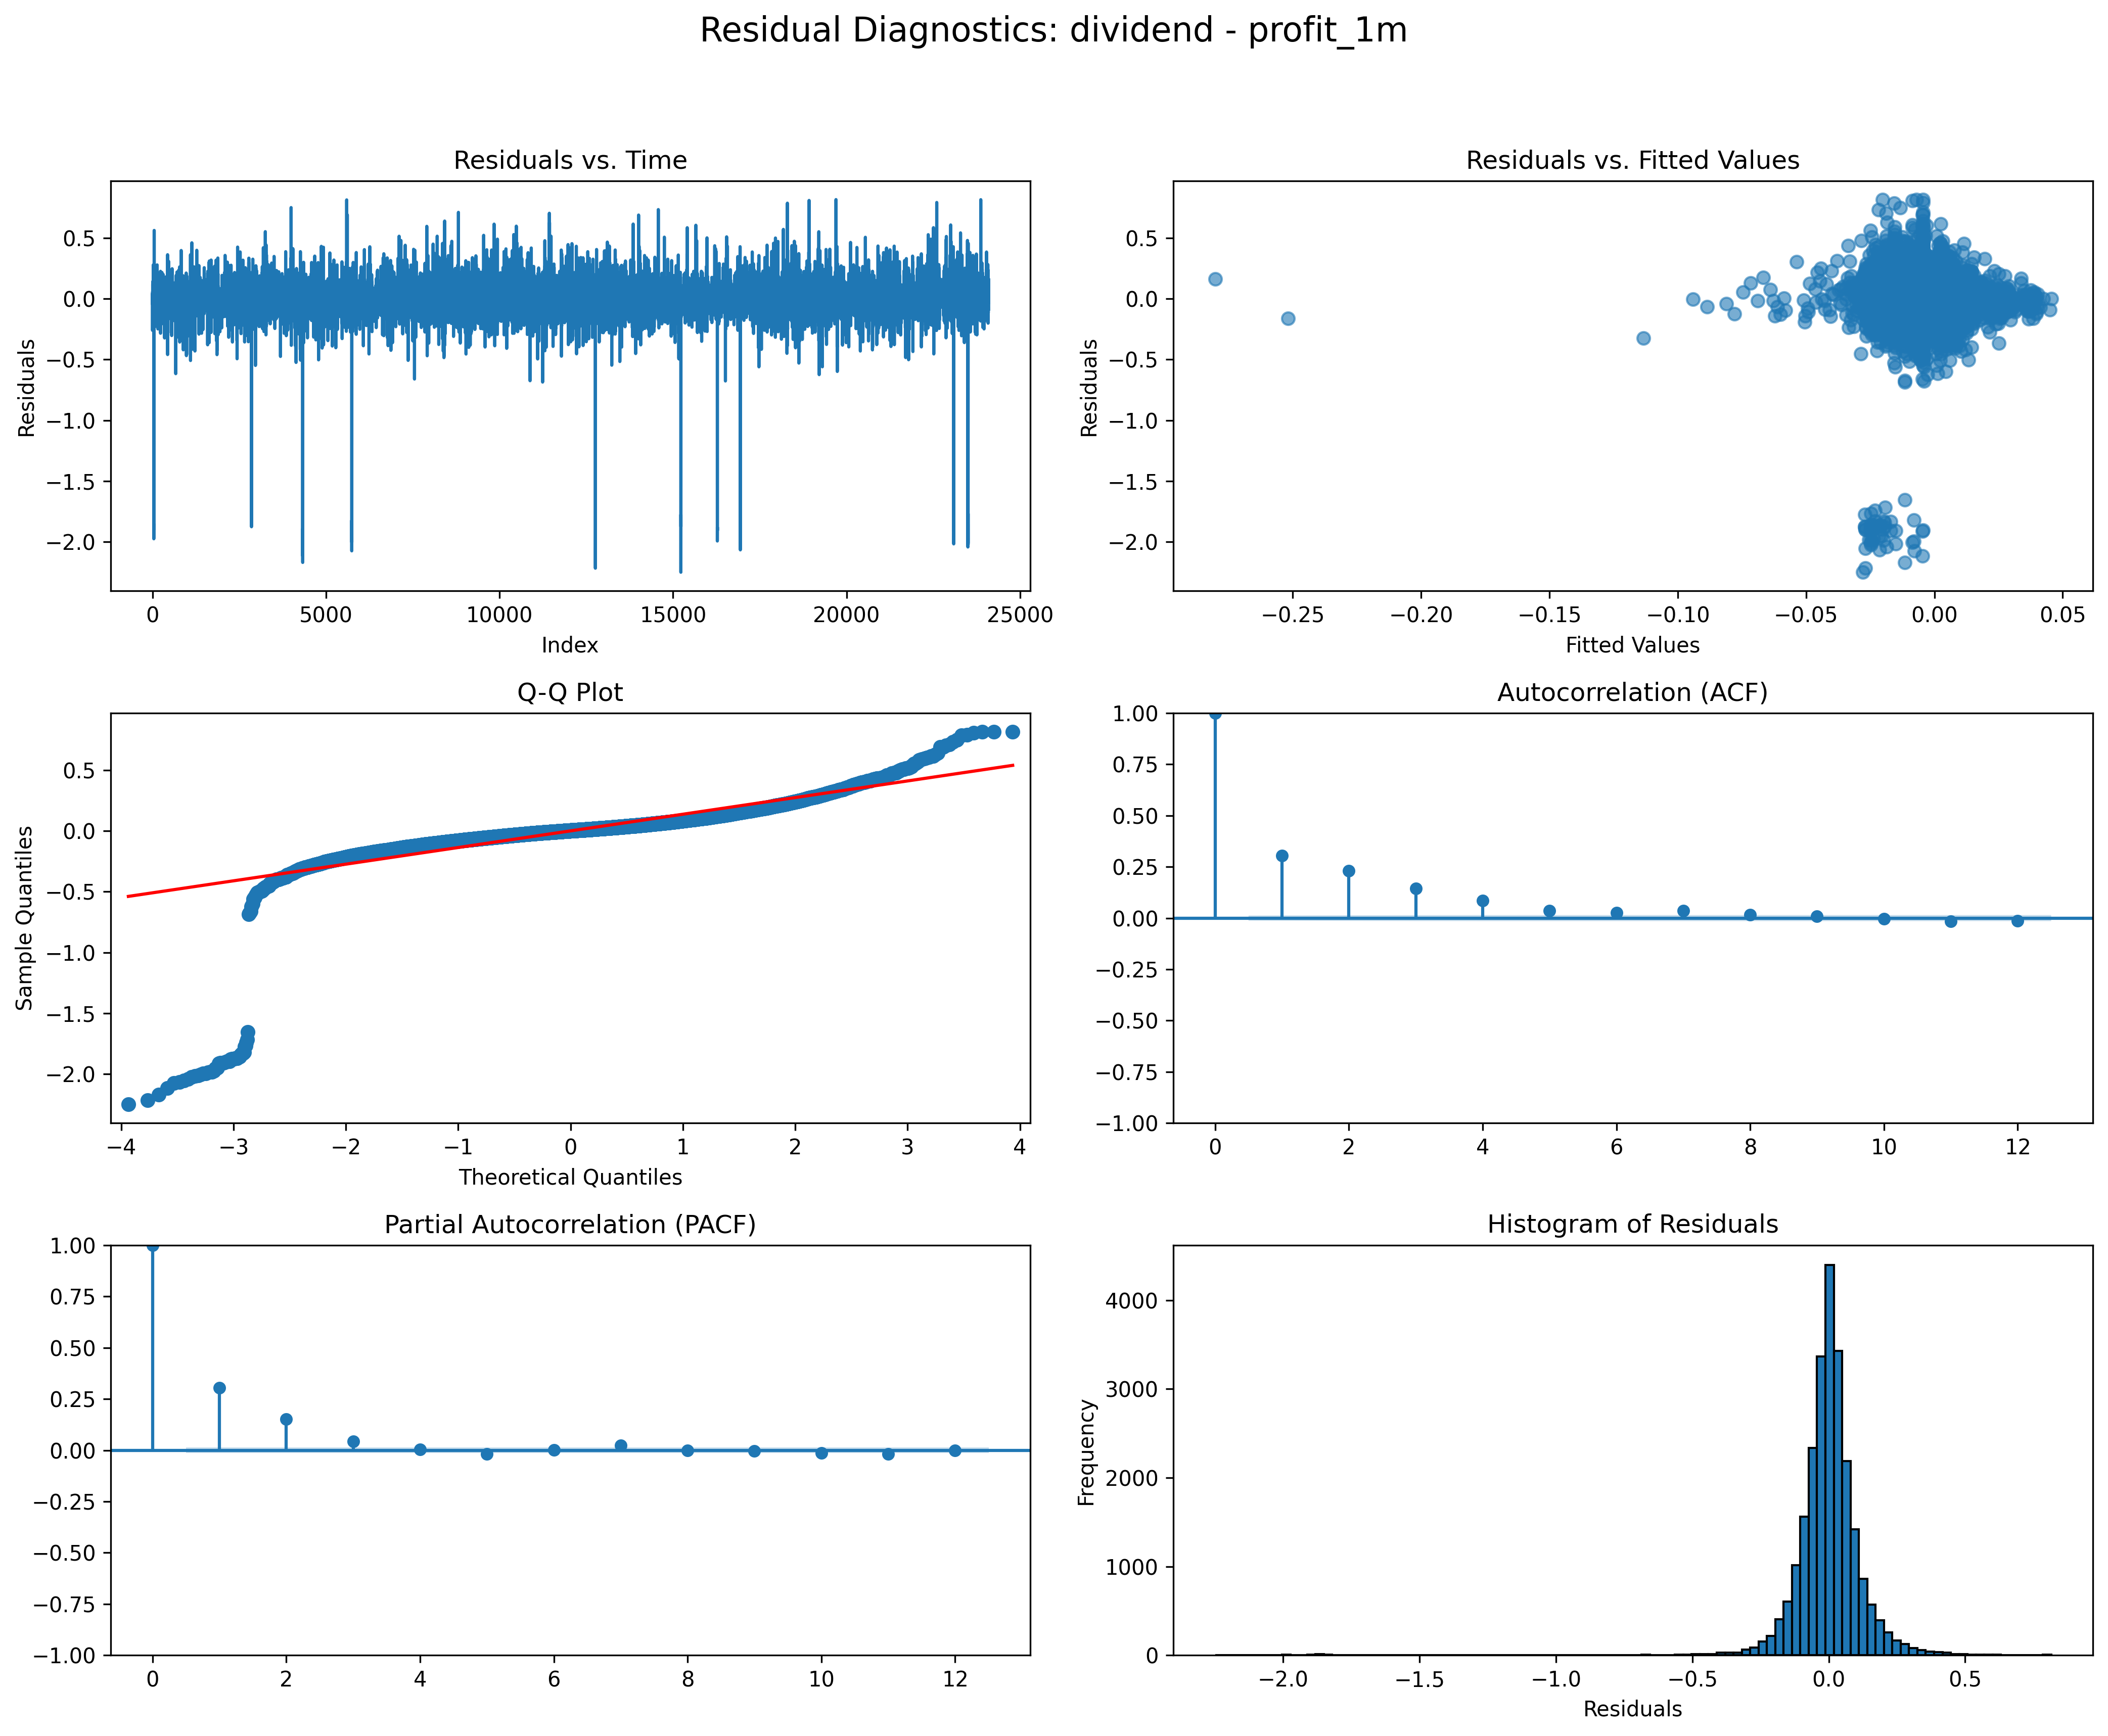 Residual Diagnostics: dividend - profit_1m
Residuals vs. Time
Residuals
0.5
0.0
−0.5
−1.0
−1.5
−2.0
0 5000 10000 15000 20000 25000
Index
Residuals vs. Fitted Values
Residuals
0.5
0.0
−0.5
−1.0
−1.5
−2.0
−0.25 −0.20 −0.15 −0.10 −0.05 0.00 0.05
Fitted Values
Q-Q Plot
Sample Quantiles
0.5
0.0
−0.5
−1.0
−1.5
−2.0
−4 −3 −2 −1 0 1 2 3 4
Theoretical Quantiles
Autocorrelation (ACF)
1.00
0.75
0.50
0.25
0.00
−0.25
−0.50
−0.75
−1.00
0 2 4 6 8 10 12
Partial Autocorrelation (PACF)
1.00
0.75
0.50
0.25
0.00
−0.25
−0.50
−0.75
−1.00
0 2 4 6 8 10 12
Histogram of Residuals
Frequency
4000
3000
2000
1000
0
−2.0 −1.5 −1.0 −0.5 0.0 0.5
Residuals